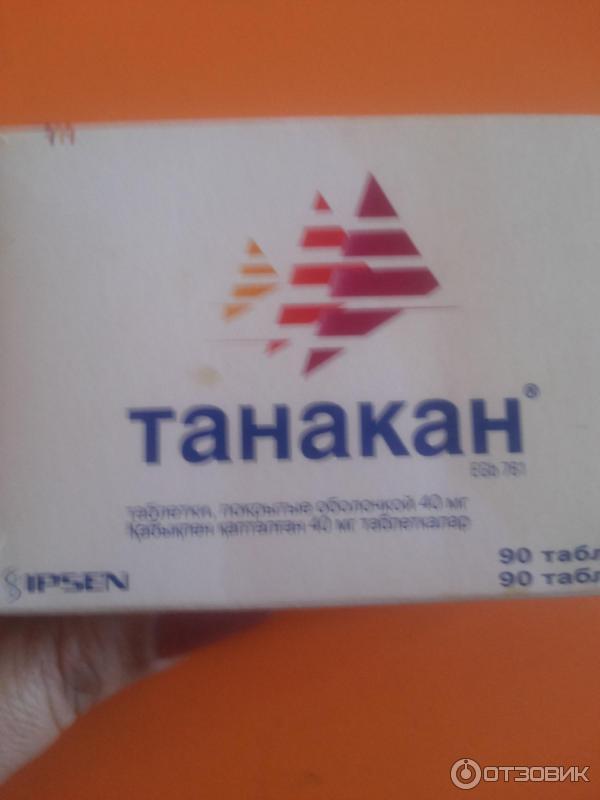 танакан®
EGb 761
таблетки, покрытые оболочкой 40 мг
Қабықпен қапталған 40 мг таблеткалар
90 табл
90 табл
IPSEN
ОТЗОВИК